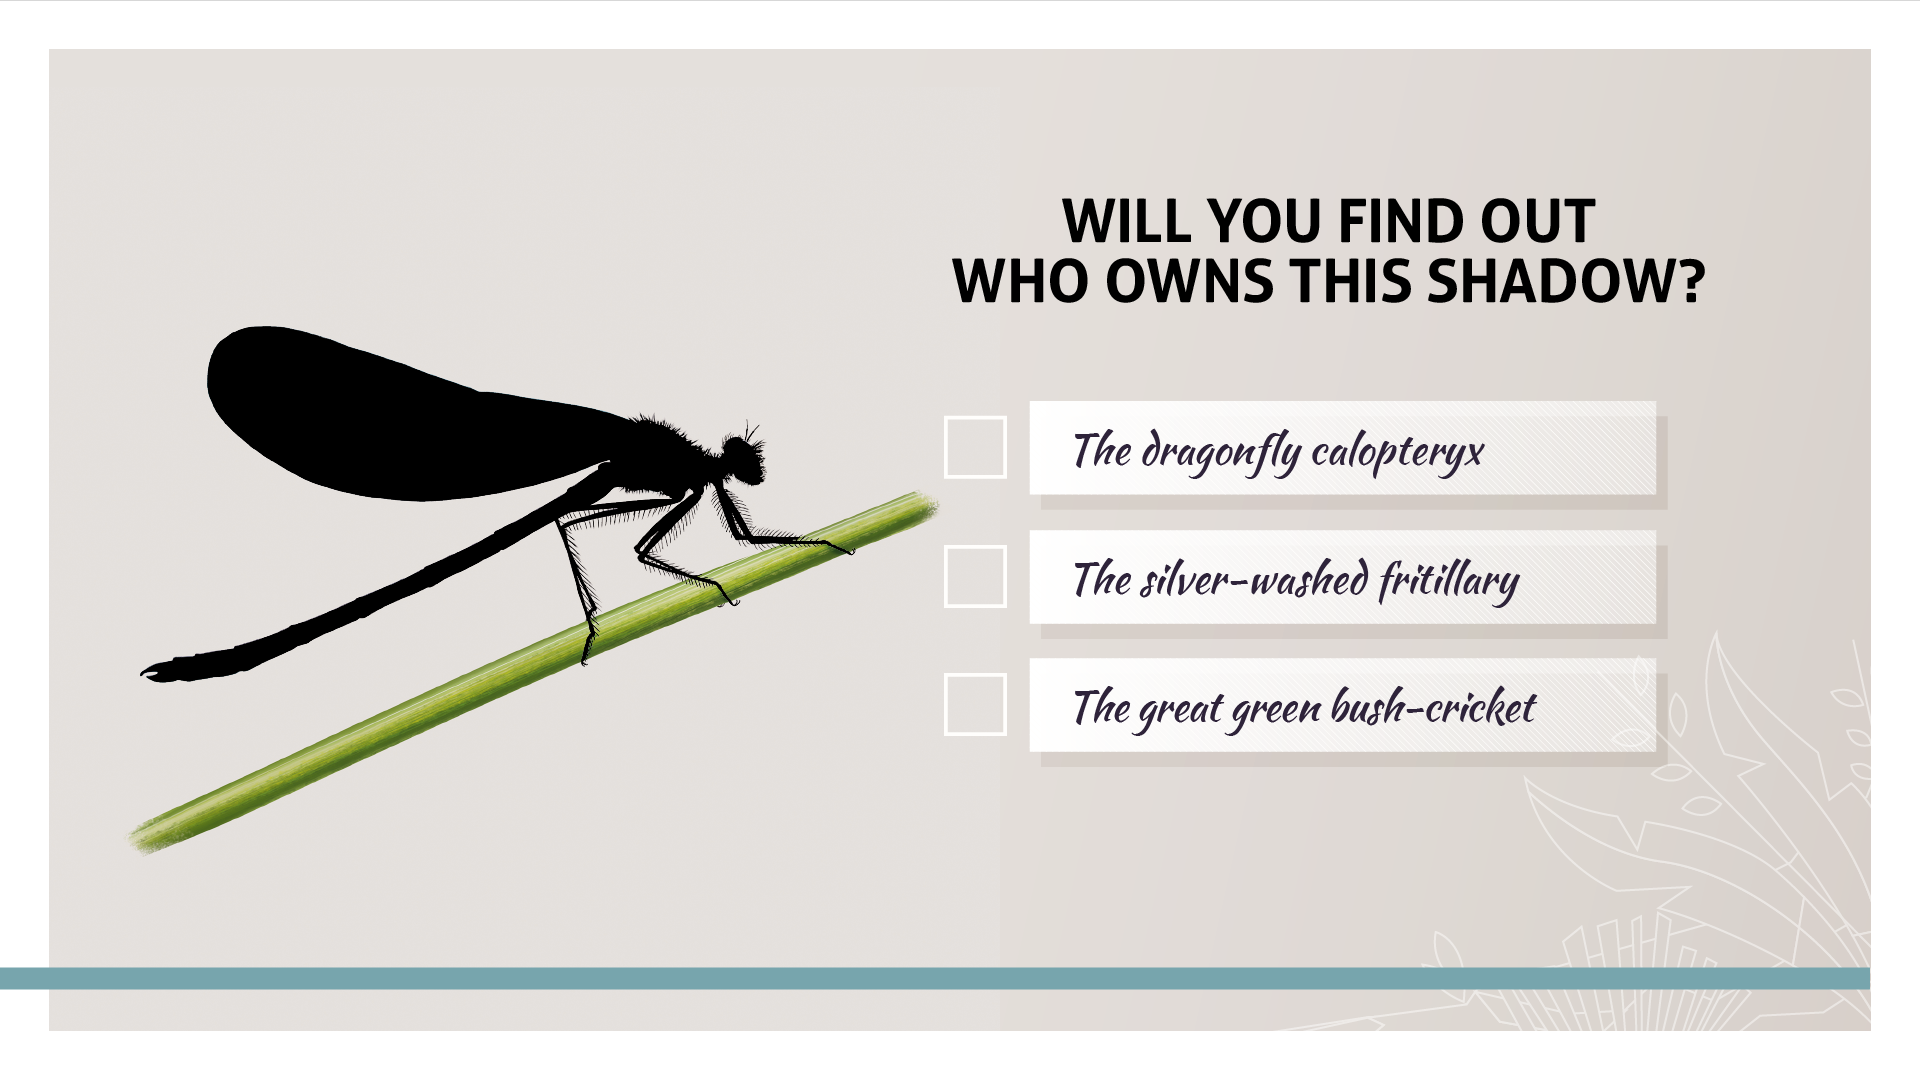 WILL YOU FIND OUT
WHO OWNS THIS SHADOW?
The dragonfly calopteryx
The silver-washed fritillary
The great green bush-cricket